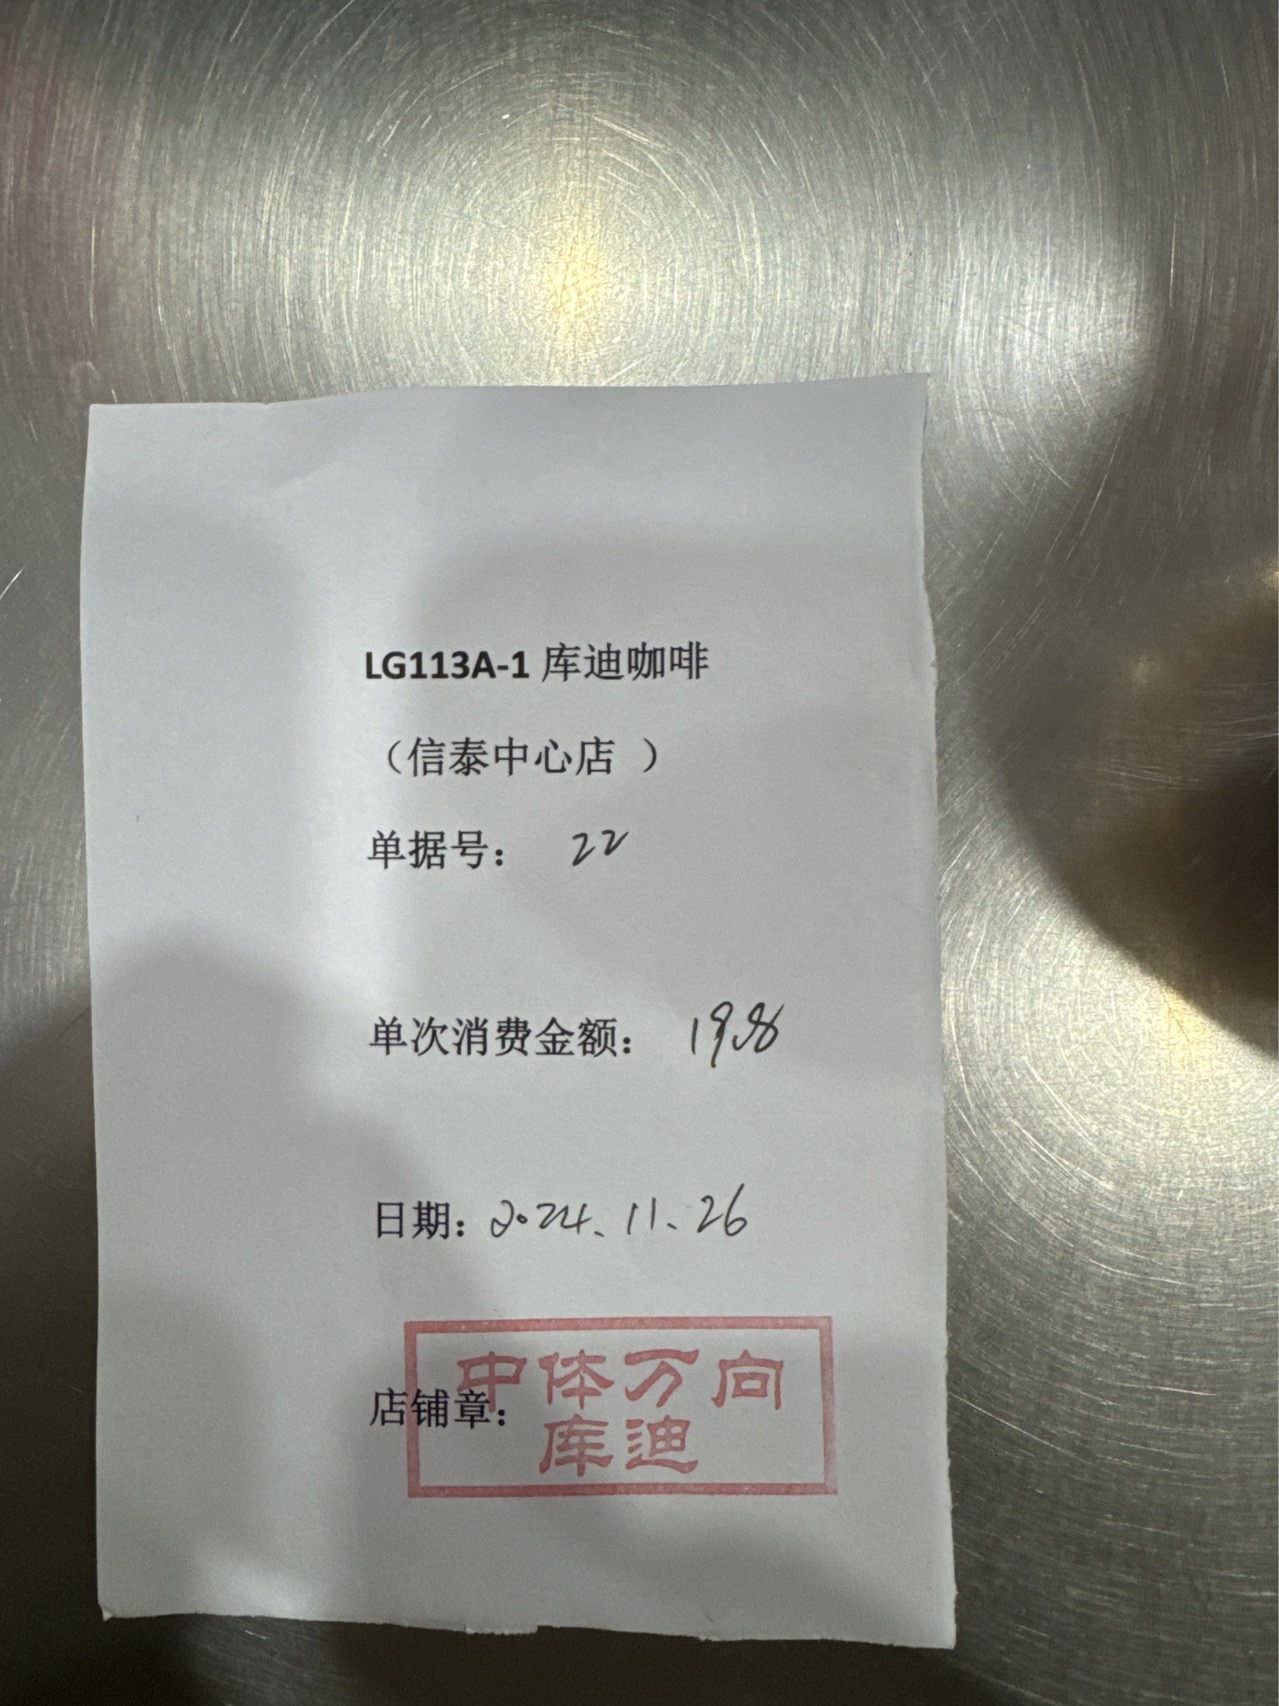 LG113A-1 库迪咖啡
（信泰中心店 ）
单据号： 22
单次消费金额： 19.8
日期：2024、11、26
店铺章：
中体万向
库迪